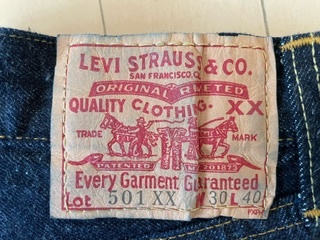 LEVI STRAUSS & CO.
SAN FRANCISCO, C
ORIGINAL RIVETED
QUALITY CLOTHING. XX
TRADE MARK
PATENTED
Every Garment Guaranteed
Lot 501 XX W 30 L 40